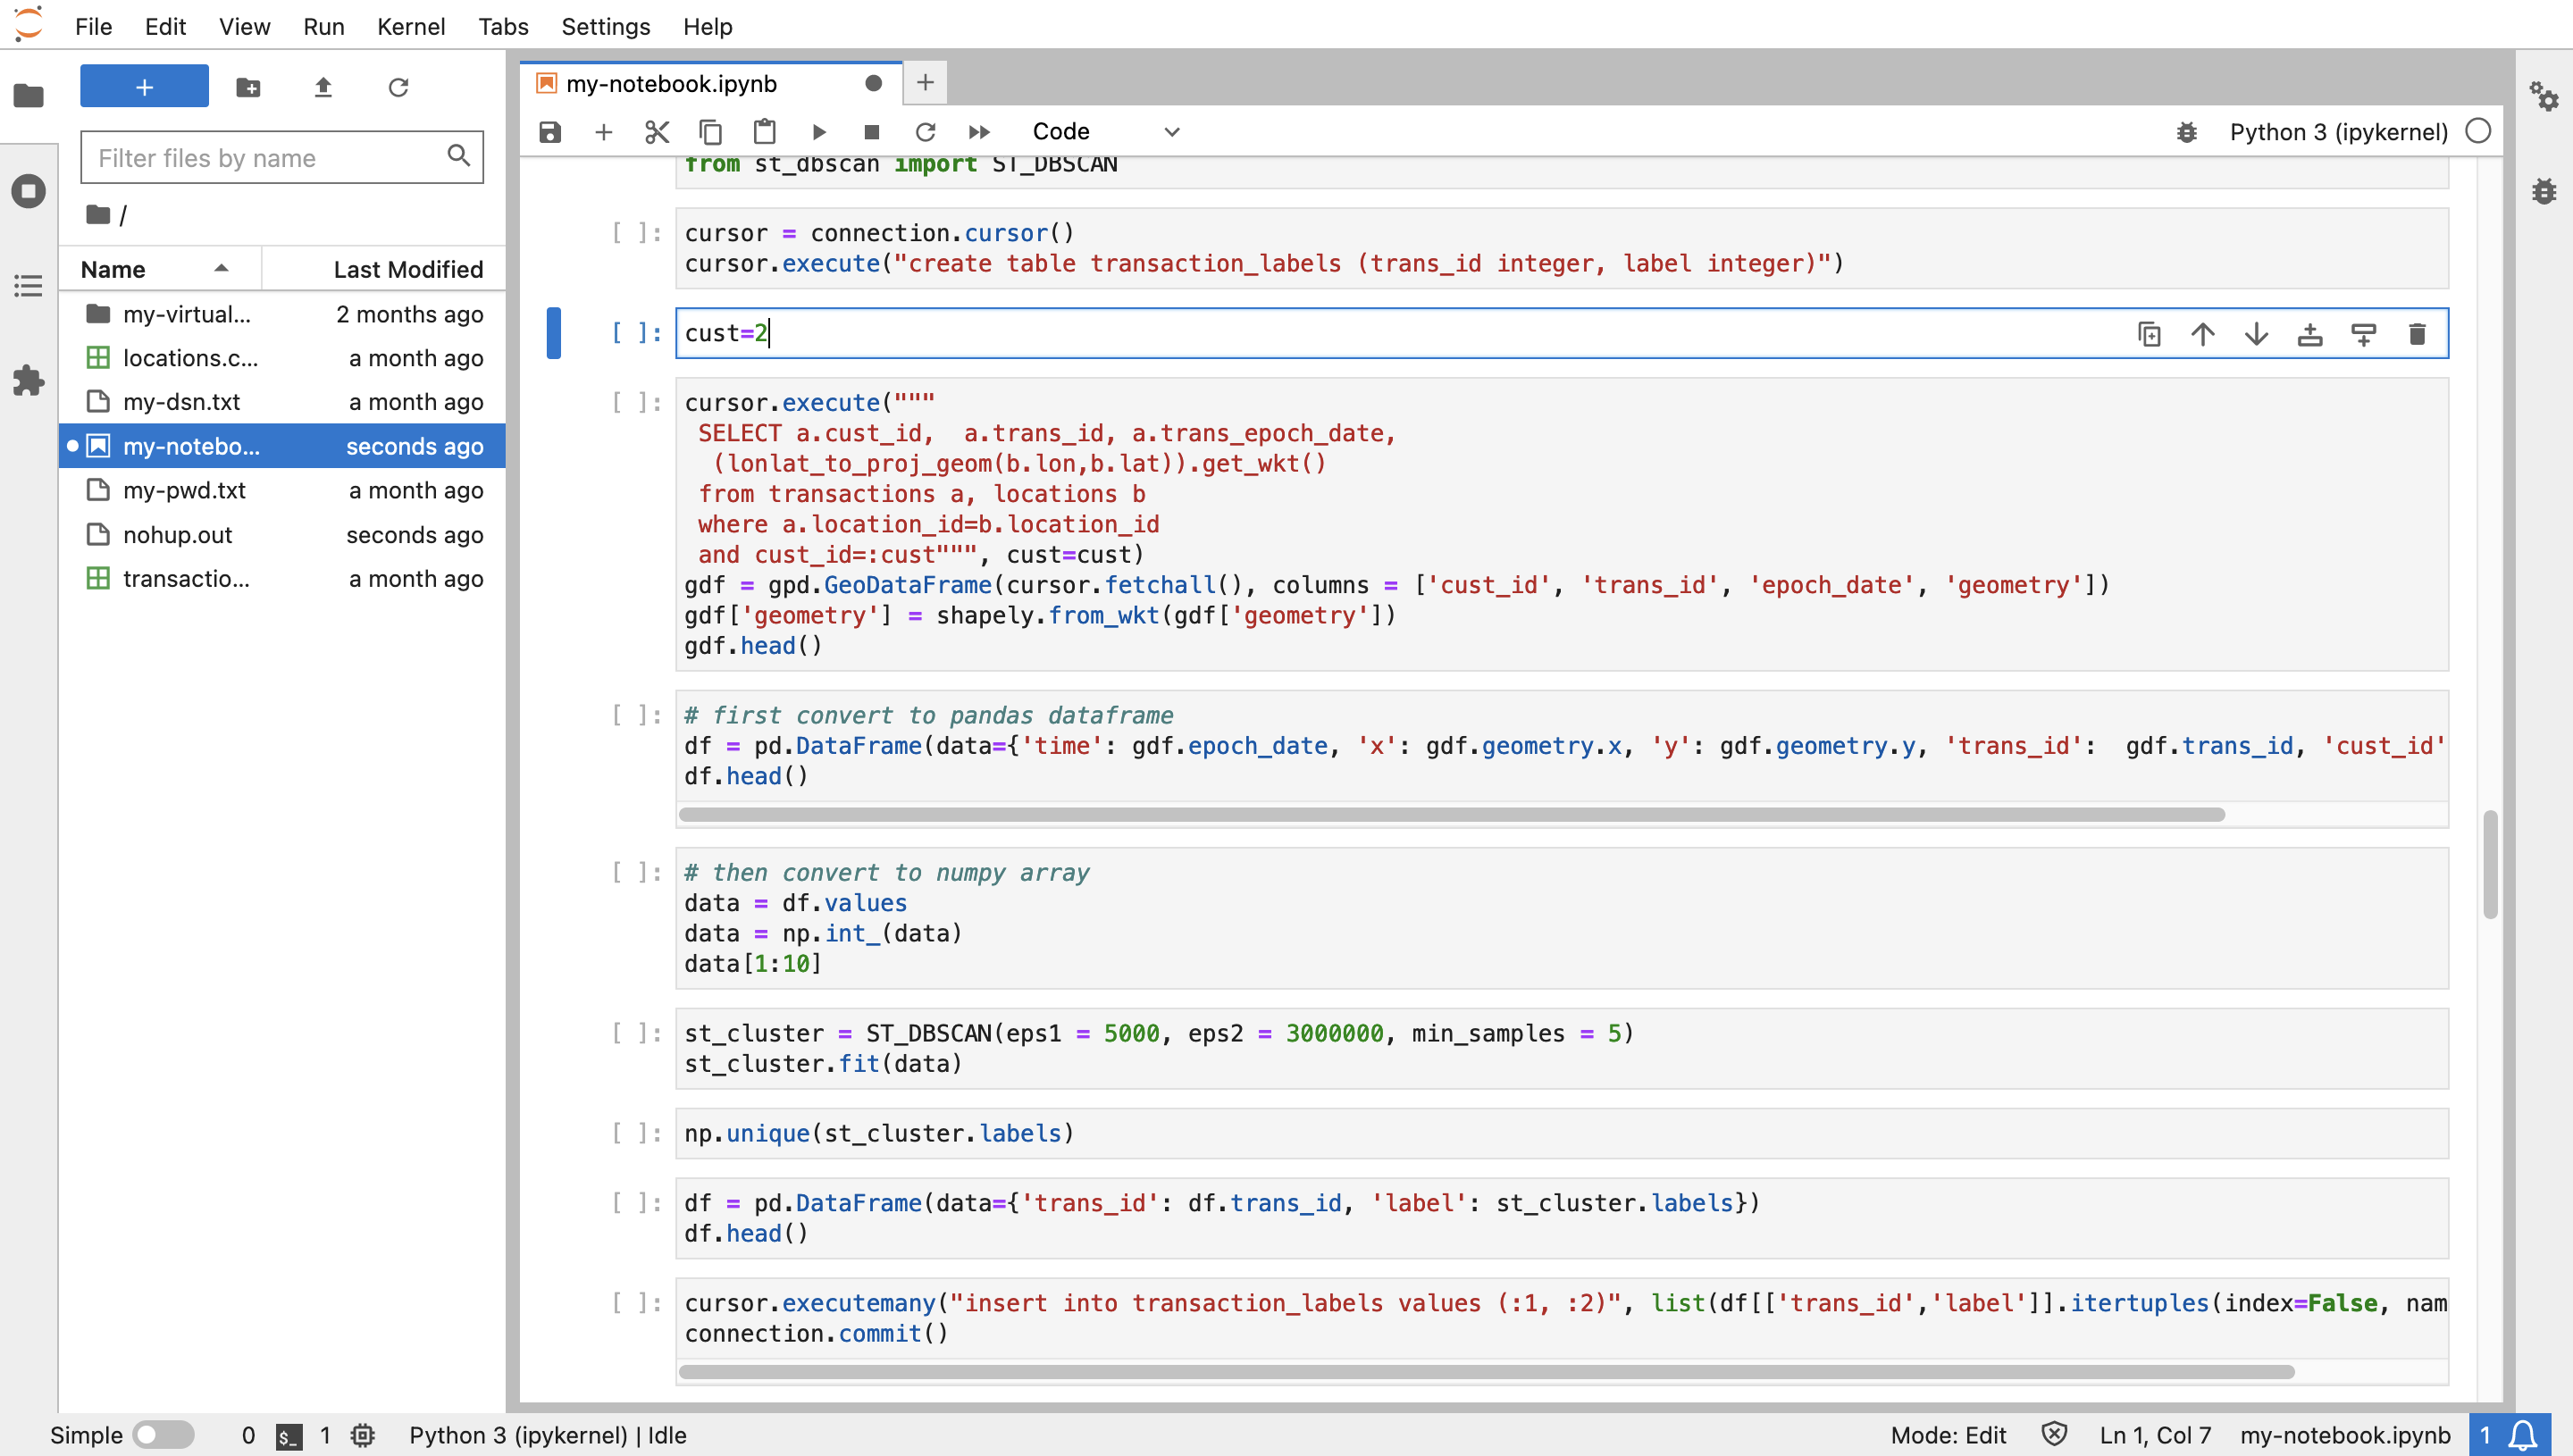 File Edit View Run Kernel Tabs Settings Help
Filter files by name
/
Name Last Modified
my-virtual... 2 months ago
locations.c... a month ago
my-dsn.txt a month ago
my-notebo... seconds ago
my-pwd.txt a month ago
nohup.out seconds ago
transactio... a month ago
my-notebook.ipynb
Code
Python 3 (ipykernel)
from st_dbscan import ST_DBSCAN
[ ]: cursor = connection.cursor()
cursor.execute("create table transaction_labels (trans_id integer, label integer)")
[ ]: cust=2
[ ]: cursor.execute("""
SELECT a.cust_id,  a.trans_id, a.trans_epoch_date,
(lonlat_to_proj_geom(b.lon,b.lat)).get_wkt()
from transactions a, locations b
where a.location_id=b.location_id
and cust_id=:cust""", cust=cust)
gdf = gpd.GeoDataFrame(cursor.fetchall(), columns = ['cust_id', 'trans_id', 'epoch_date', 'geometry'])
gdf['geometry'] = shapely.from_wkt(gdf['geometry'])
gdf.head()
[ ]: # first convert to pandas dataframe
df = pd.DataFrame(data={'time': gdf.epoch_date, 'x': gdf.geometry.x, 'y': gdf.geometry.y, 'trans_id':  gdf.trans_id, 'cust_id'
df.head()
[ ]: # then convert to numpy array
data = df.values
data = np.int_(data)
data[1:10]
[ ]: st_cluster = ST_DBSCAN(eps1 = 5000, eps2 = 3000000, min_samples = 5)
st_cluster.fit(data)
[ ]: np.unique(st_cluster.labels)
[ ]: df = pd.DataFrame(data={'trans_id': df.trans_id, 'label': st_cluster.labels})
df.head()
[ ]: cursor.executemany("insert into transaction_labels values (:1, :2)", list(df[['trans_id','label']].itertuples(index=False, nam
connection.commit()
Simple 0 $_ 1 Python 3 (ipykernel) | Idle Mode: Edit Ln 1, Col 7 my-notebook.ipynb 1